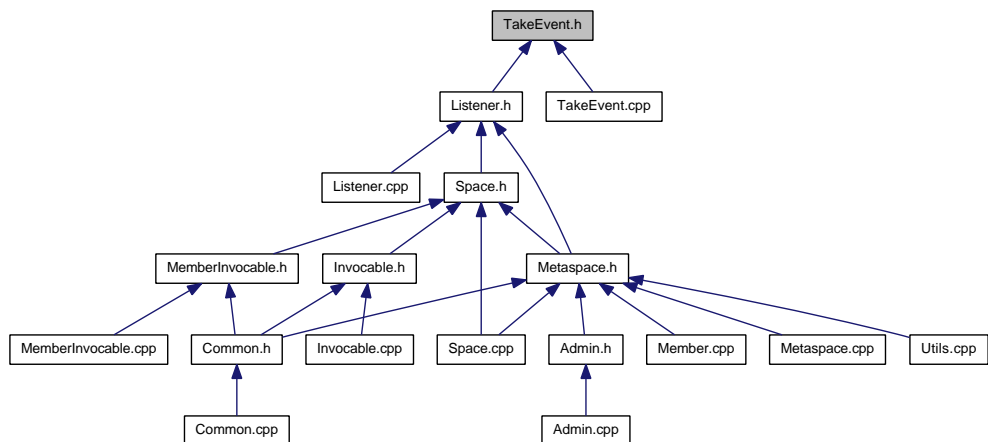 TakeEvent.h
Listener.h
TakeEvent.cpp
Listener.cpp
Space.h
MemberInvocable.h
Invocable.h
Metaspace.h
MemberInvocable.cpp
Common.h
Invocable.cpp
Space.cpp
Admin.h
Member.cpp
Metaspace.cpp
Utils.cpp
Common.cpp
Admin.cpp